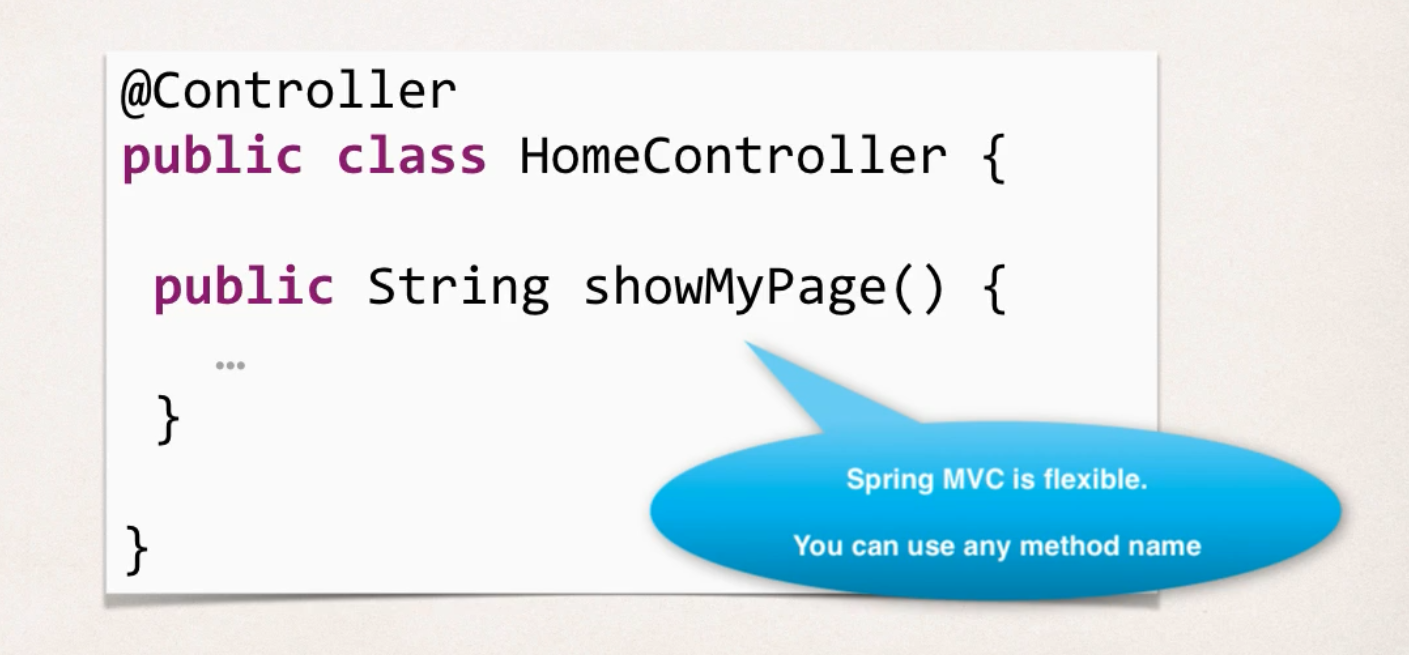 @Controller
public class HomeController {
public String showMyPage() {
…
}
}
Spring MVC is flexible.
You can use any method name